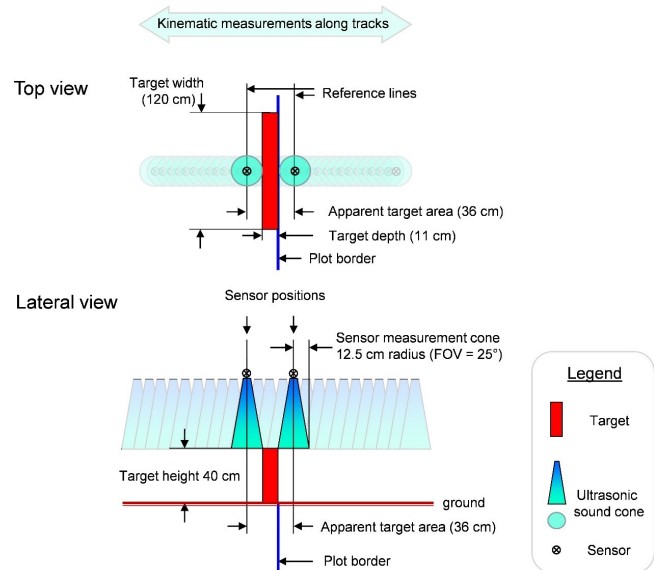 Kinematic measurements along tracks
Top view
Target width
(120 cm)
Reference lines
Apparent target area (36 cm)
Target depth (11 cm)
Plot border
Lateral view
Sensor positions
Sensor measurement cone
12.5 cm radius (FOV = 25°)
Target height 40 cm
ground
Apparent target area (36 cm)
Plot border
Legend
Target
Ultrasonic
sound cone
Sensor